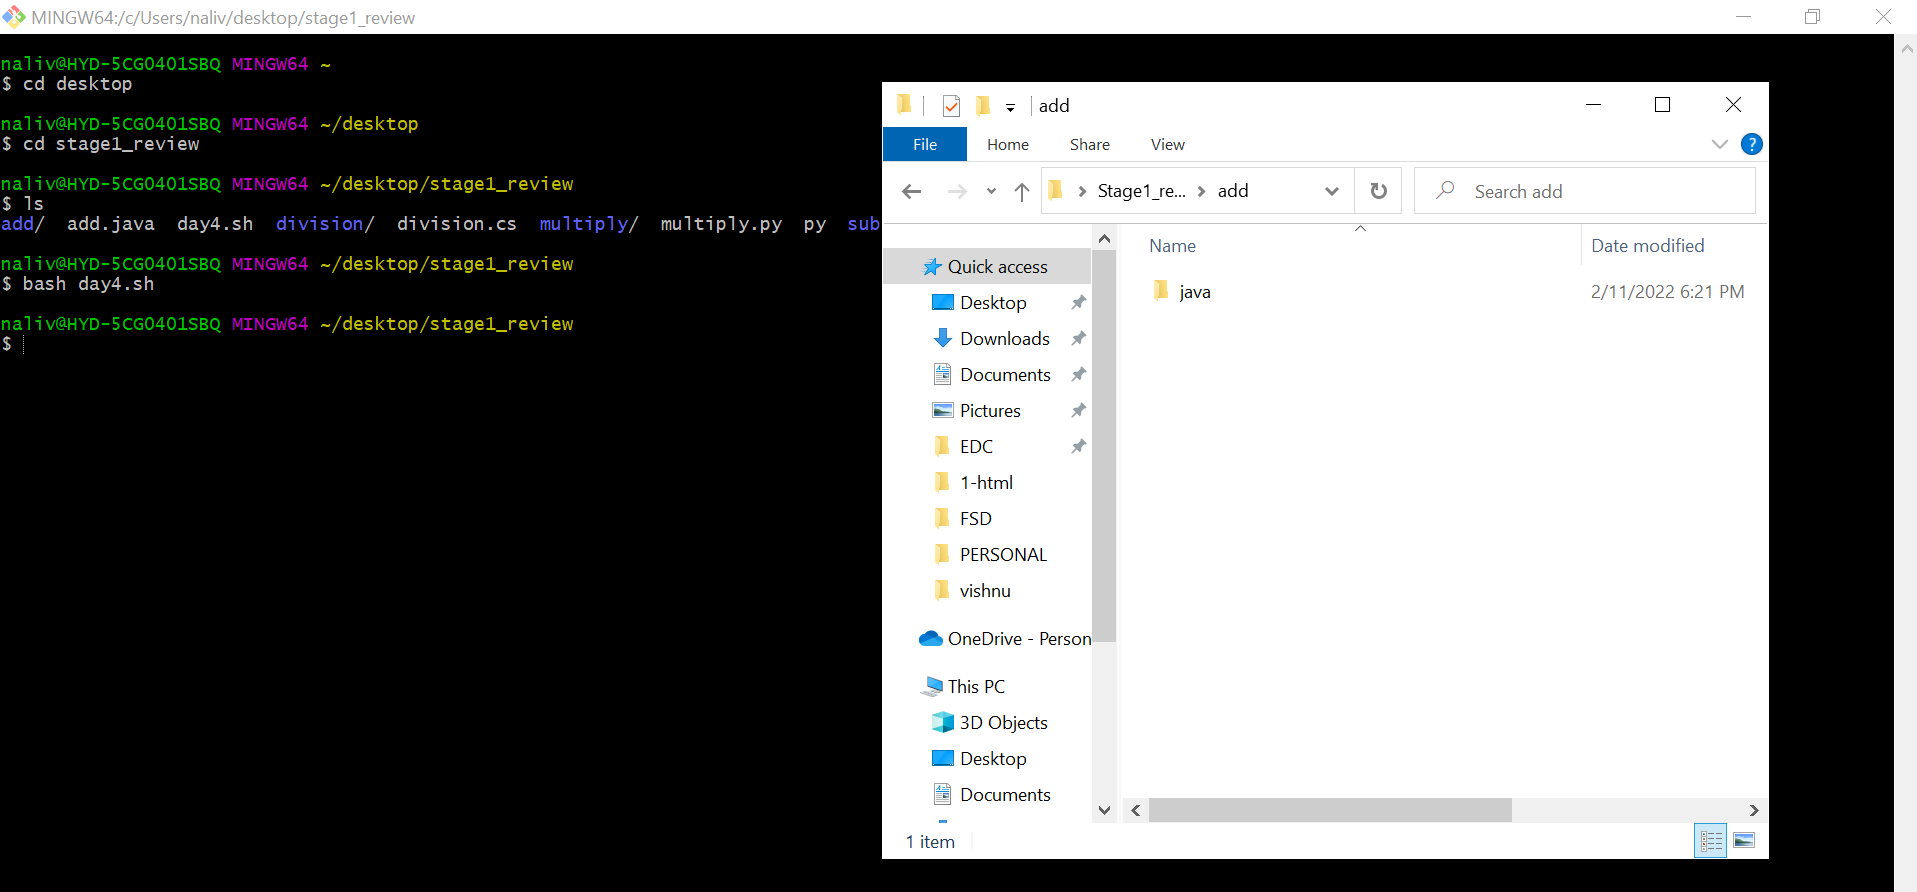 MINGW64:/c/Users/naliv/desktop/stage1_review
naliv@HYD-5CG0401SBQ MINGW64 ~
$ cd desktop
naliv@HYD-5CG0401SBQ MINGW64 ~/desktop
$ cd stage1_review
naliv@HYD-5CG0401SBQ MINGW64 ~/desktop/stage1_review
$ ls
add/ add.java day4.sh division/ division.cs multiply/ multiply.py py sub
naliv@HYD-5CG0401SBQ MINGW64 ~/desktop/stage1_review
$ bash day4.sh
naliv@HYD-5CG0401SBQ MINGW64 ~/desktop/stage1_review
$
add
File Home Share View
?
Stage1_re... add
Search add
Name Date modified
java 2/11/2022 6:21 PM
Quick access
Desktop
Downloads
Documents
Pictures
EDC
1-html
FSD
PERSONAL
vishnu
OneDrive - Person
This PC
3D Objects
Desktop
Documents
1 item